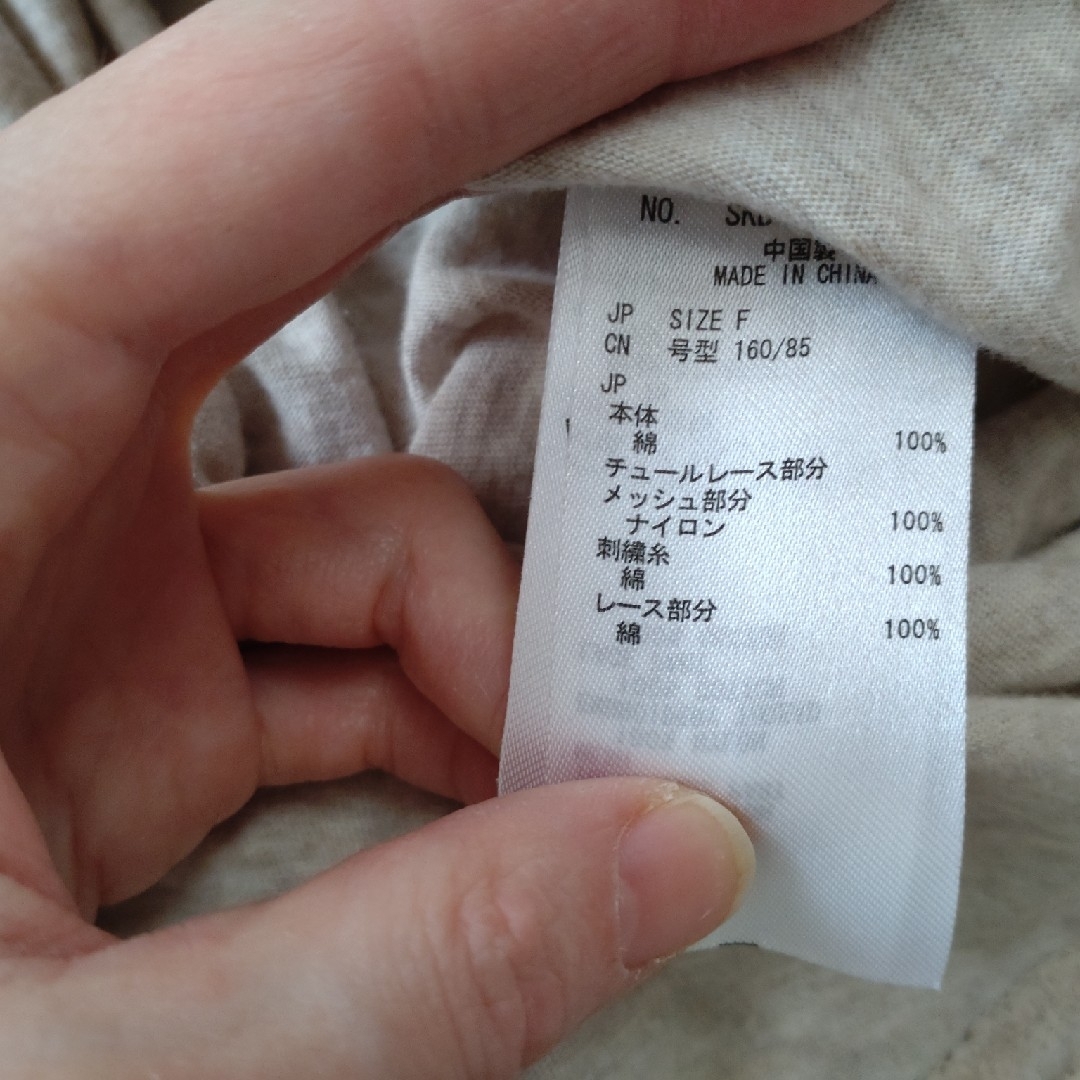 NO.
中国製
MADE IN CHINA
JP SIZE F
CN 号型 160/85
JP
本体
綿 100%
チュールレース部分
メッシュ部分
ナイロン 100%
刺繍糸
綿 100%
レース部分
綿 100%